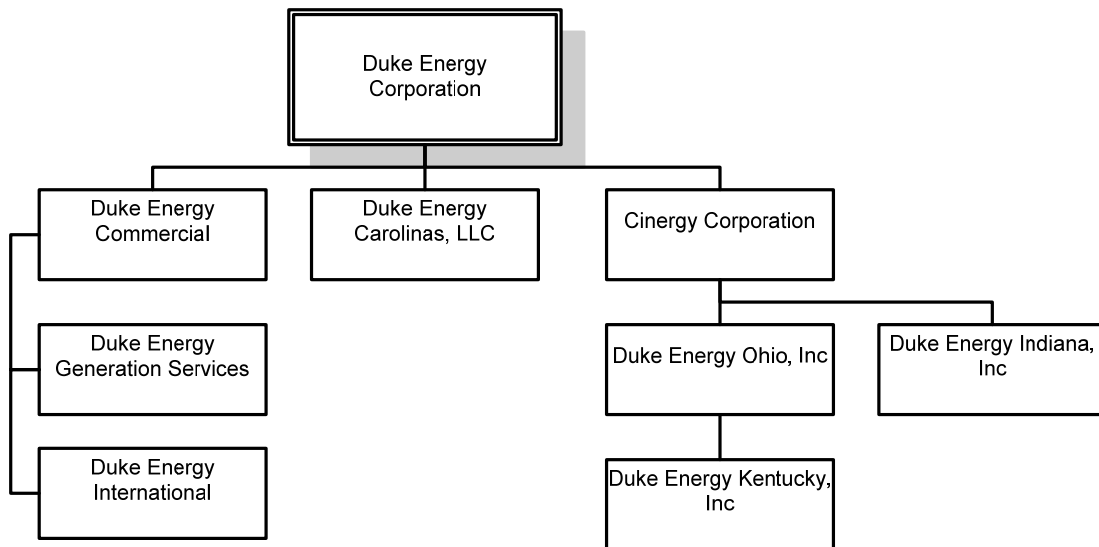 Duke Energy
Corporation
Duke Energy
Commercial
Duke Energy
Carolinas, LLC
Cinergy Corporation
Duke Energy
Generation Services
Duke Energy Ohio, Inc
Duke Energy Indiana,
Inc
Duke Energy
International
Duke Energy Kentucky,
Inc